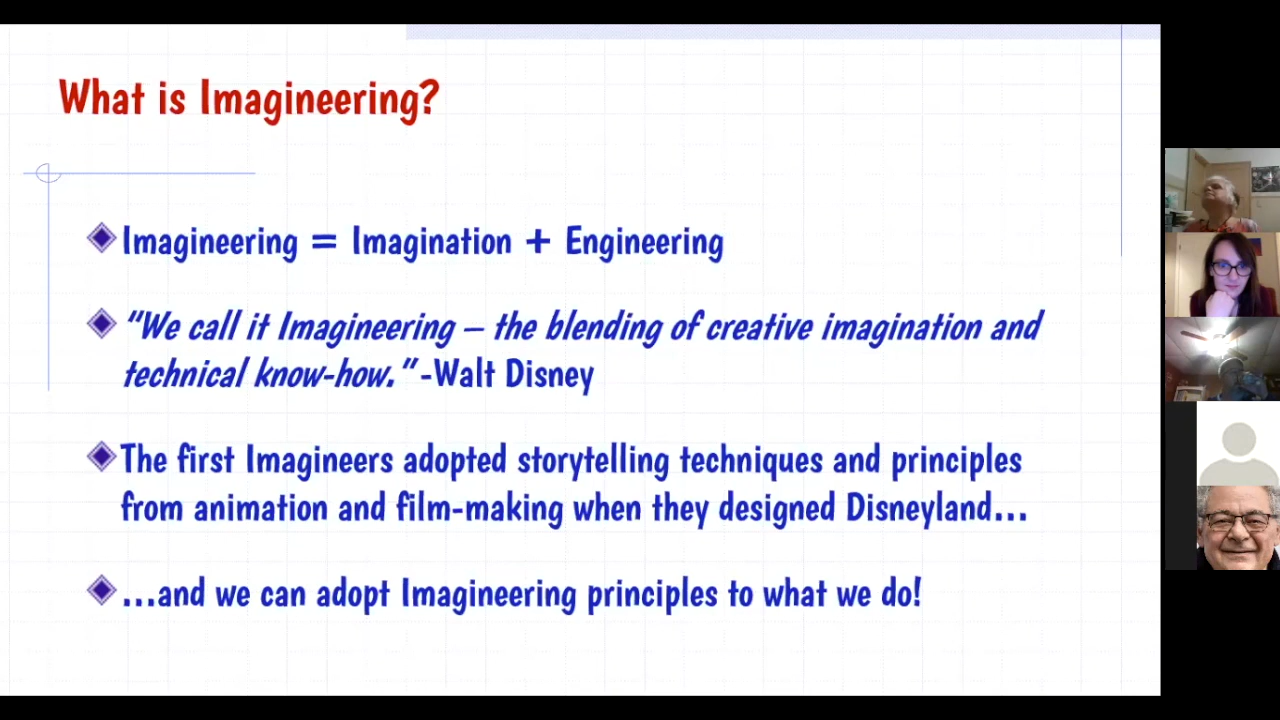 What is Imagineering?
Imagineering = Imagination + Engineering
“We call it Imagineering – the blending of creative imagination and
technical know-how.” -Walt Disney
The first Imagineers adopted storytelling techniques and principles
from animation and film-making when they designed Disneyland...
...and we can adopt Imagineering principles to what we do!